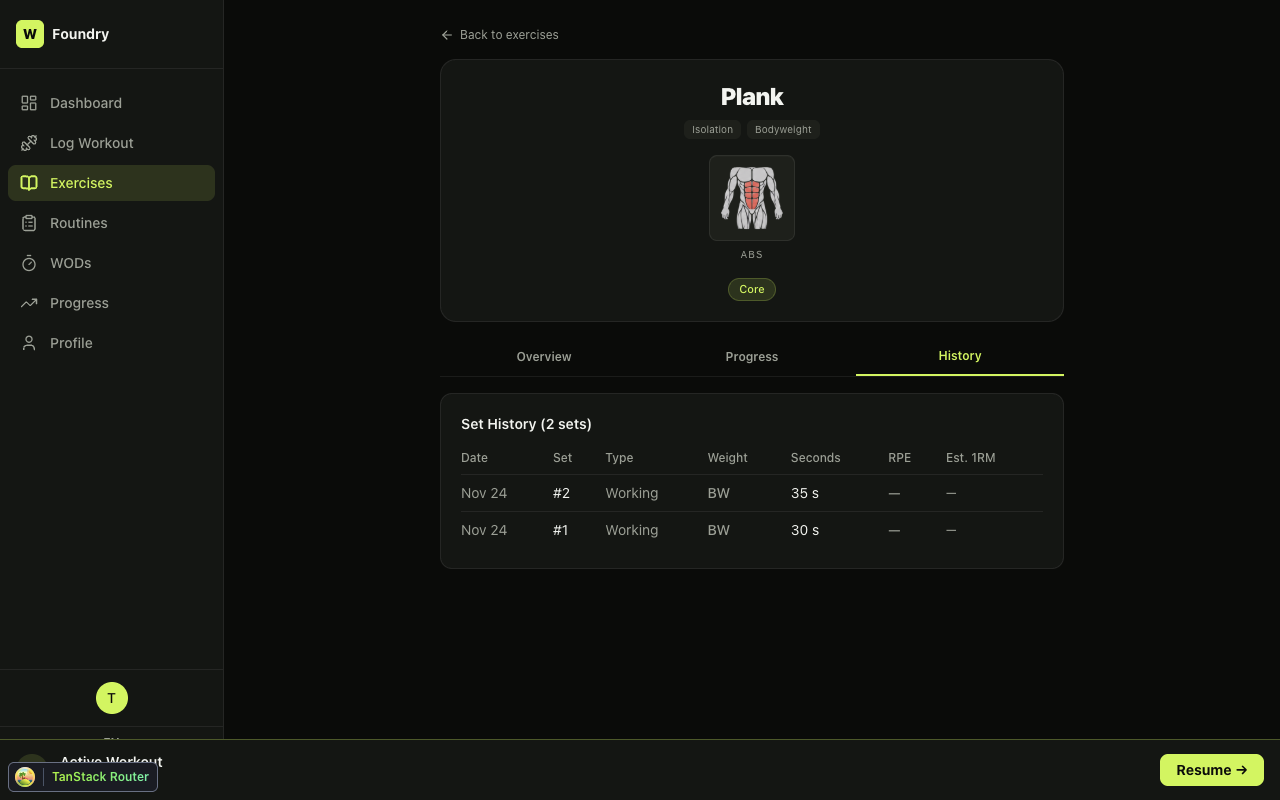 W Foundry
Dashboard
Log Workout
Exercises
Routines
WODs
Progress
Profile
T
← Back to exercises
Plank
Isolation Bodyweight
ABS
Core
Overview Progress History
Set History (2 sets)
Date Set Type Weight Seconds RPE Est. 1RM
Nov 24 #2 Working BW 35 s — —
Nov 24 #1 Working BW 30 s — —
Active Workout
TanStack Router
Resume →